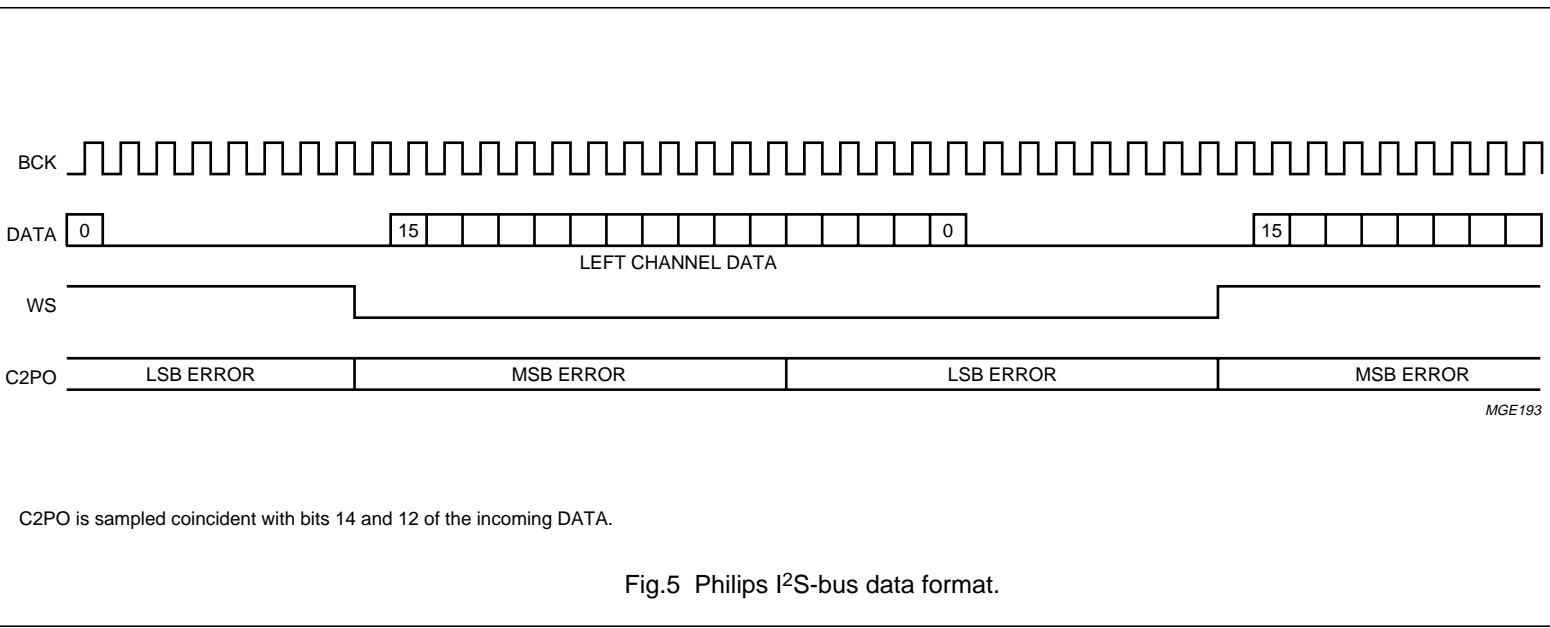 BCK
DATA 0 15 0 15
LEFT CHANNEL DATA
WS
C2PO LSB ERROR MSB ERROR LSB ERROR MSB ERROR
MGE193
C2PO is sampled coincident with bits 14 and 12 of the incoming DATA.
Fig.5 Philips I²S-bus data format.